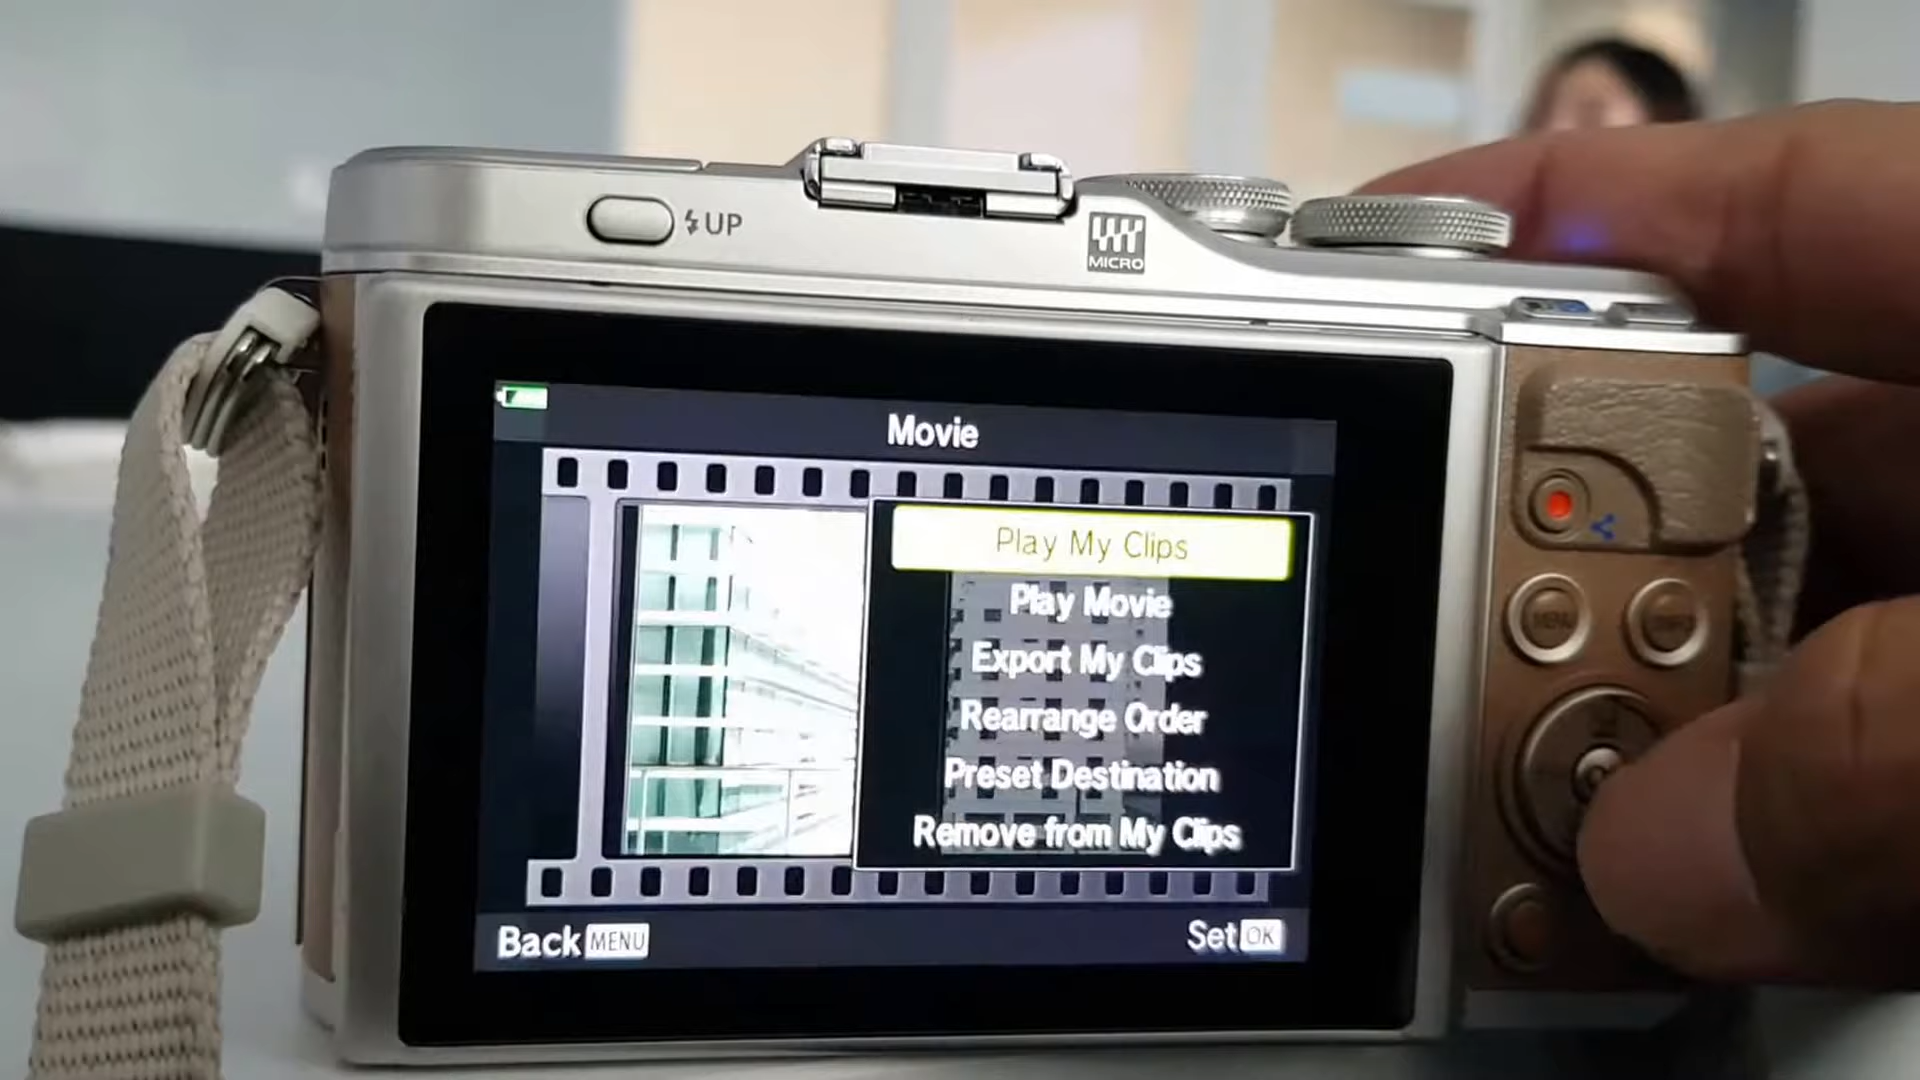 UP
MICRO
Movie
Play My Clips
Play Movie
Export My Clips
Rearrange Order
Preset Destination
Remove from My Clips
Back MENU
Set OK
MENU